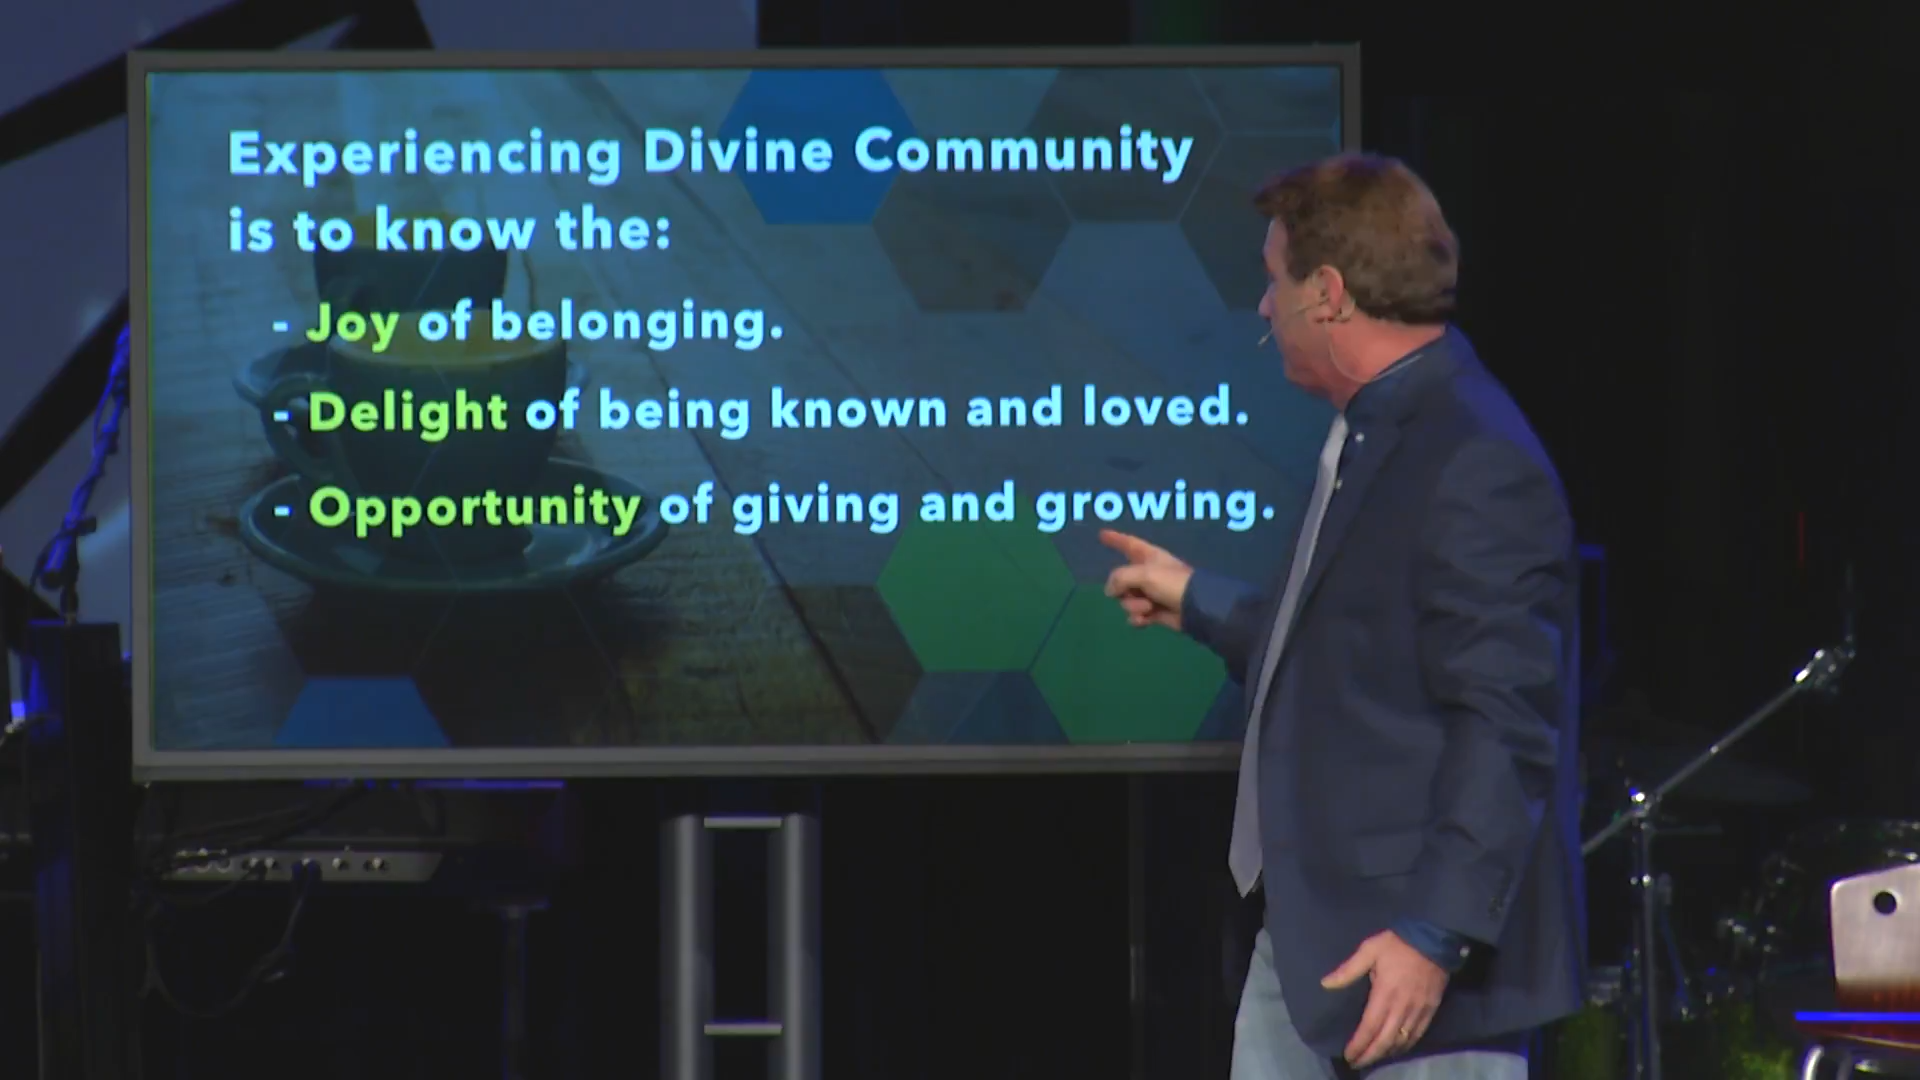 Experiencing Divine Community
is to know the:
- Joy of belonging.
- Delight of being known and loved.
- Opportunity of giving and growing.